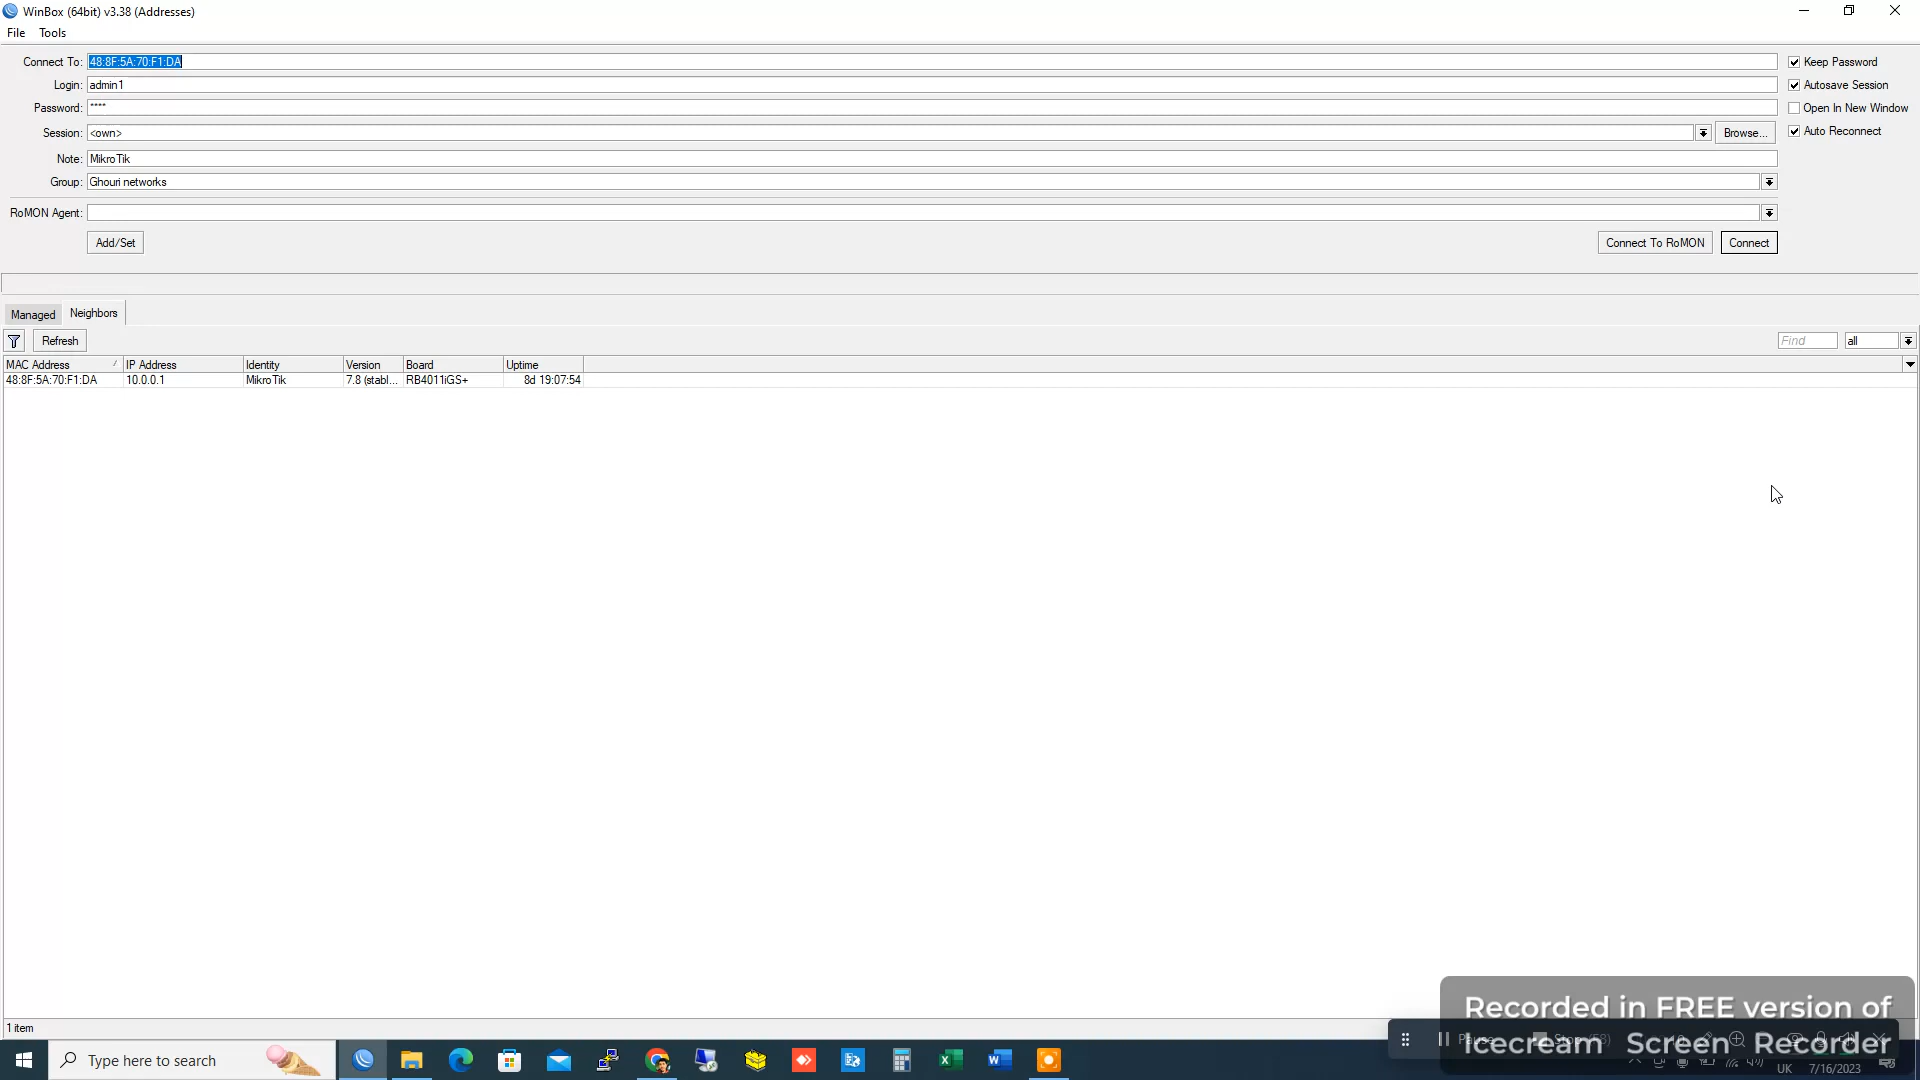 WinBox (64bit) v3.38 (Addresses)
File Tools
Connect To: 48:8F:5A:70:F1:DA
Keep Password
Login: admin1
Autosave Session
Password: ****
Open In New Window
Session: <own>
Browse...
Auto Reconnect
Note: MikroTik
Group: Ghouri networks
RoMON Agent:
Add/Set
Connect To RoMON Connect
Managed Neighbors
Refresh
Find all
MAC Address IP Address Identity Version Board Uptime
48:8F:5A:70:F1:DA 10.0.0.1 MikroTik 7.8 (stabl... RB4011iGS+ 8d 19:07:54
1 item
Recorded in FREE version of
Icecream Screen Recorder
Type here to search
UK 7/16/2023